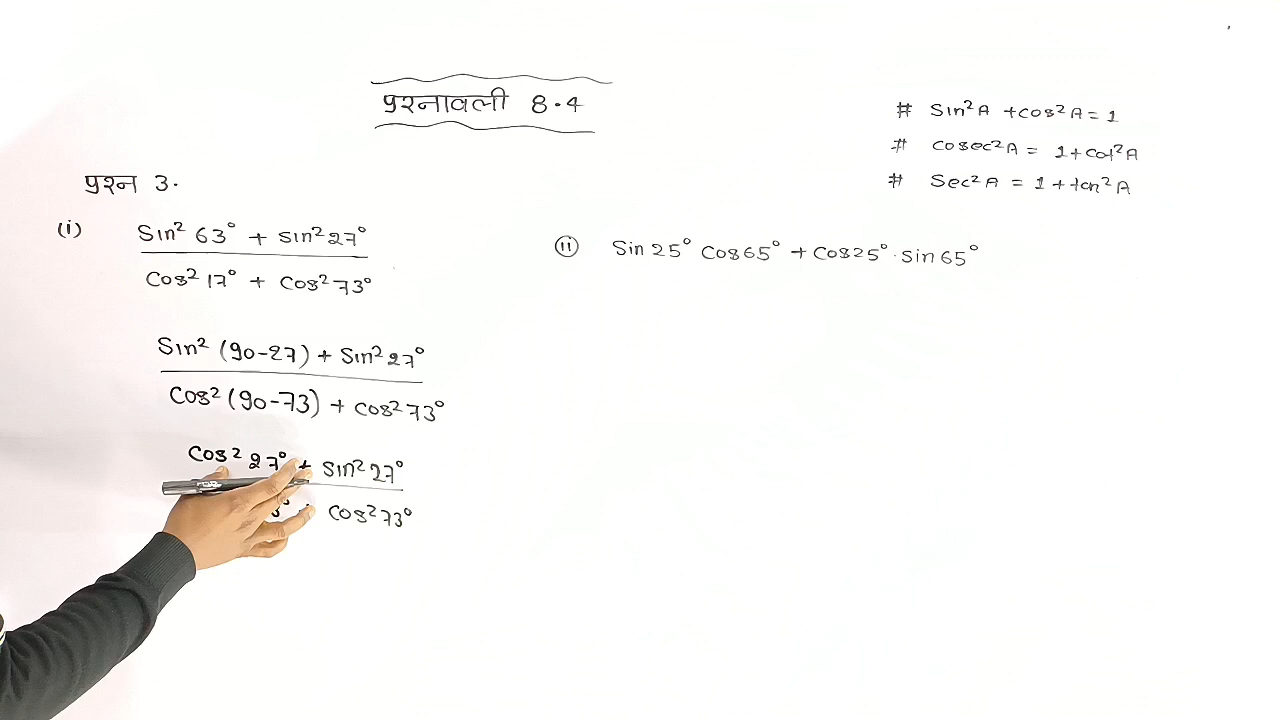 प्रश्नावली 8.4
# Sin²A + cos²A = 1
# Cosec²A = 1 + cot²A
# Sec²A = 1 + tan²A
प्रश्न 3.
(i) Sin² 63° + Sin² 27°
Cos² 17° + Cos² 73°
(ii) Sin 25° Cos 65° + Cos 25° . Sin 65°
Sin² (90-27) + Sin² 27°
Cos² (90-73) + Cos² 73°
Cos² 27° + Sin² 27°
Cos² 73°